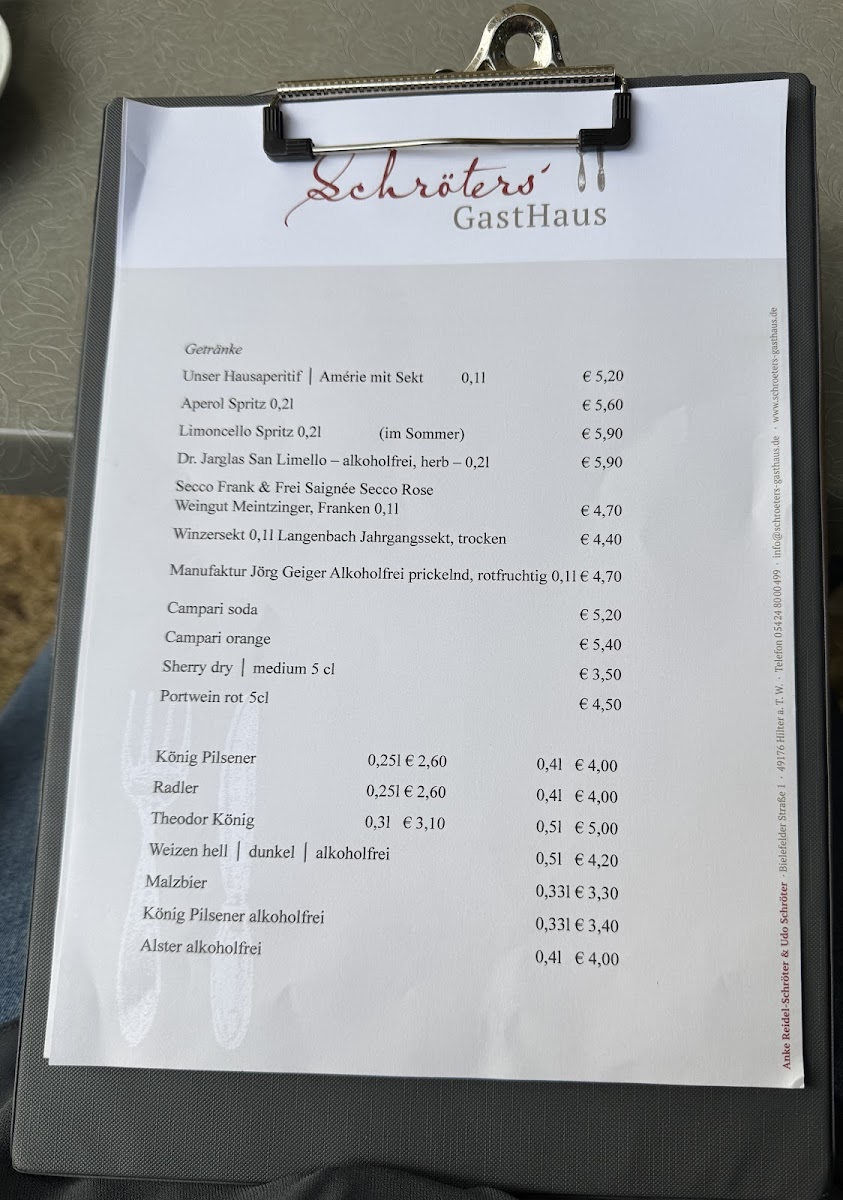 Schröters'
GastHaus
Getränke
Unser Hausaperitif | Amérie mit Sekt 0,1l € 5,20
Aperol Spritz 0,2l € 5,60
Limoncello Spritz 0,2l (im Sommer) € 5,90
Dr. Jarglas San Limello – alkoholfrei, herb – 0,2l € 5,90
Secco Frank & Frei Saignée Secco Rose
Weingut Meintzinger, Franken 0,1l € 4,70
Winzersekt 0,1l Langenbach Jahrgangssekt, trocken € 4,40
Manufaktur Jörg Geiger Alkoholfrei prickelnd, rotfruchtig 0,1l € 4,70
Campari soda € 5,20
Campari orange € 5,40
Sherry dry | medium 5 cl € 3,50
Portwein rot 5cl € 4,50
König Pilsener 0,25l € 2,60 0,4l € 4,00
Radler 0,25l € 2,60 0,4l € 4,00
Theodor König 0,3l € 3,10 0,5l € 5,00
Weizen hell | dunkel | alkoholfrei 0,5l € 4,20
Malzbier 0,33l € 3,30
König Pilsener alkoholfrei 0,33l € 3,40
Alster alkoholfrei 0,4l € 4,00
Anke Reidel-Schröter & Udo Schröter · Bielefelder Straße 1 · 49176 Hilter a. T. W. · Telefon 05424 8000499 · info@schroeters-gasthaus.de · www.schroeters-gasthaus.de